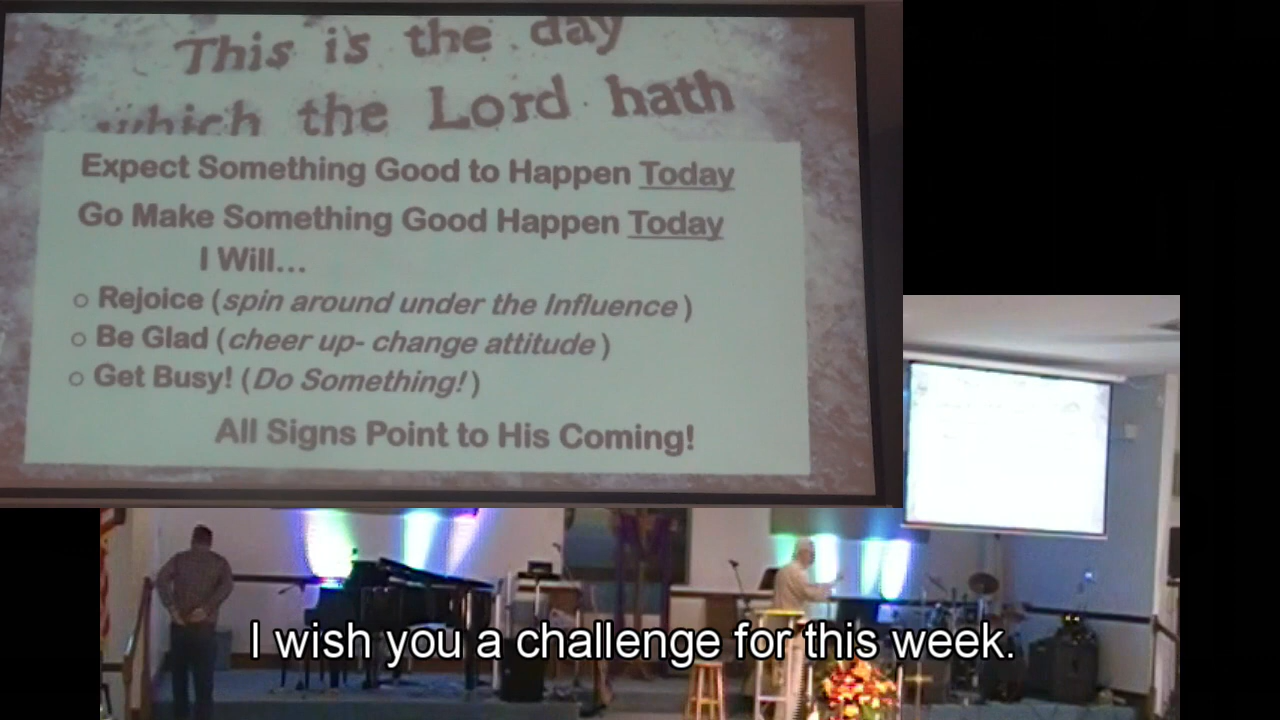 This is the day
which the Lord hath
Expect Something Good to Happen Today
Go Make Something Good Happen Today
I Will...
○ Rejoice (spin around under the Influence)
○ Be Glad (cheer up- change attitude)
○ Get Busy! (Do Something!)
All Signs Point to His Coming!
I wish you a challenge for this week.